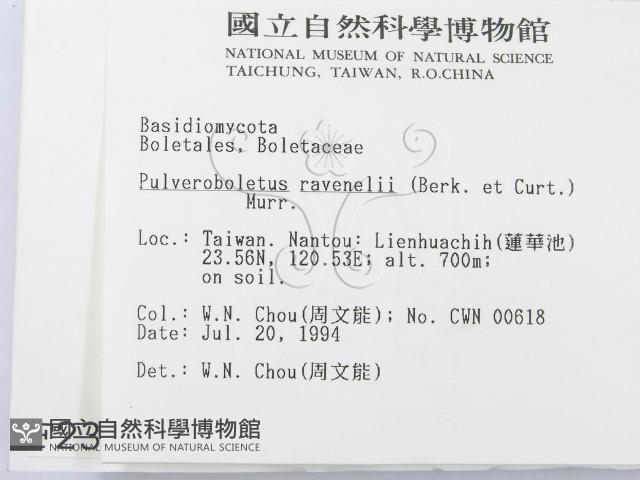 國立自然科學博物館
NATIONAL MUSEUM OF NATURAL SCIENCE
TAICHUNG, TAIWAN, R.O.CHINA
Basidiomycota
Boletales, Boletaceae
Pulveroboletus ravenelii (Berk. et Curt.)
Murr.
Loc.: Taiwan. Nantou: Lienhuachih(蓮華池)
23.56N, 120.53E; alt. 700m;
on soil.
Col.: W.N. Chou(周文能); No. CWN 00618
Date: Jul. 20, 1994
Det.: W.N. Chou(周文能)
國立自然科學博物館
NATIONAL MUSEUM OF NATURAL SCIENCE